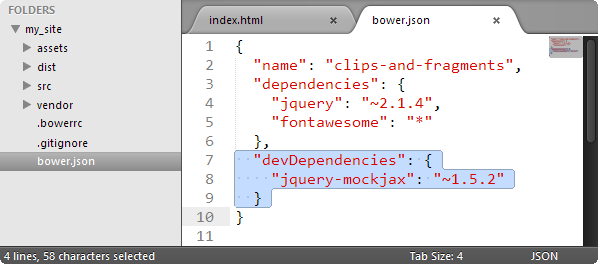 FOLDERS
my_site
assets
dist
src
vendor
.bowerrc
.gitignore
bower.json
index.html
bower.json
1 {
2 "name": "clips-and-fragments",
3 "dependencies": {
4 "jquery": "~2.1.4",
5 "fontawesome": "*"
6 },
7 "devDependencies": {
8 "jquery-mockjax": "~1.5.2"
9 }
10 }
11
4 lines, 58 characters selected
Tab Size: 4
JSON